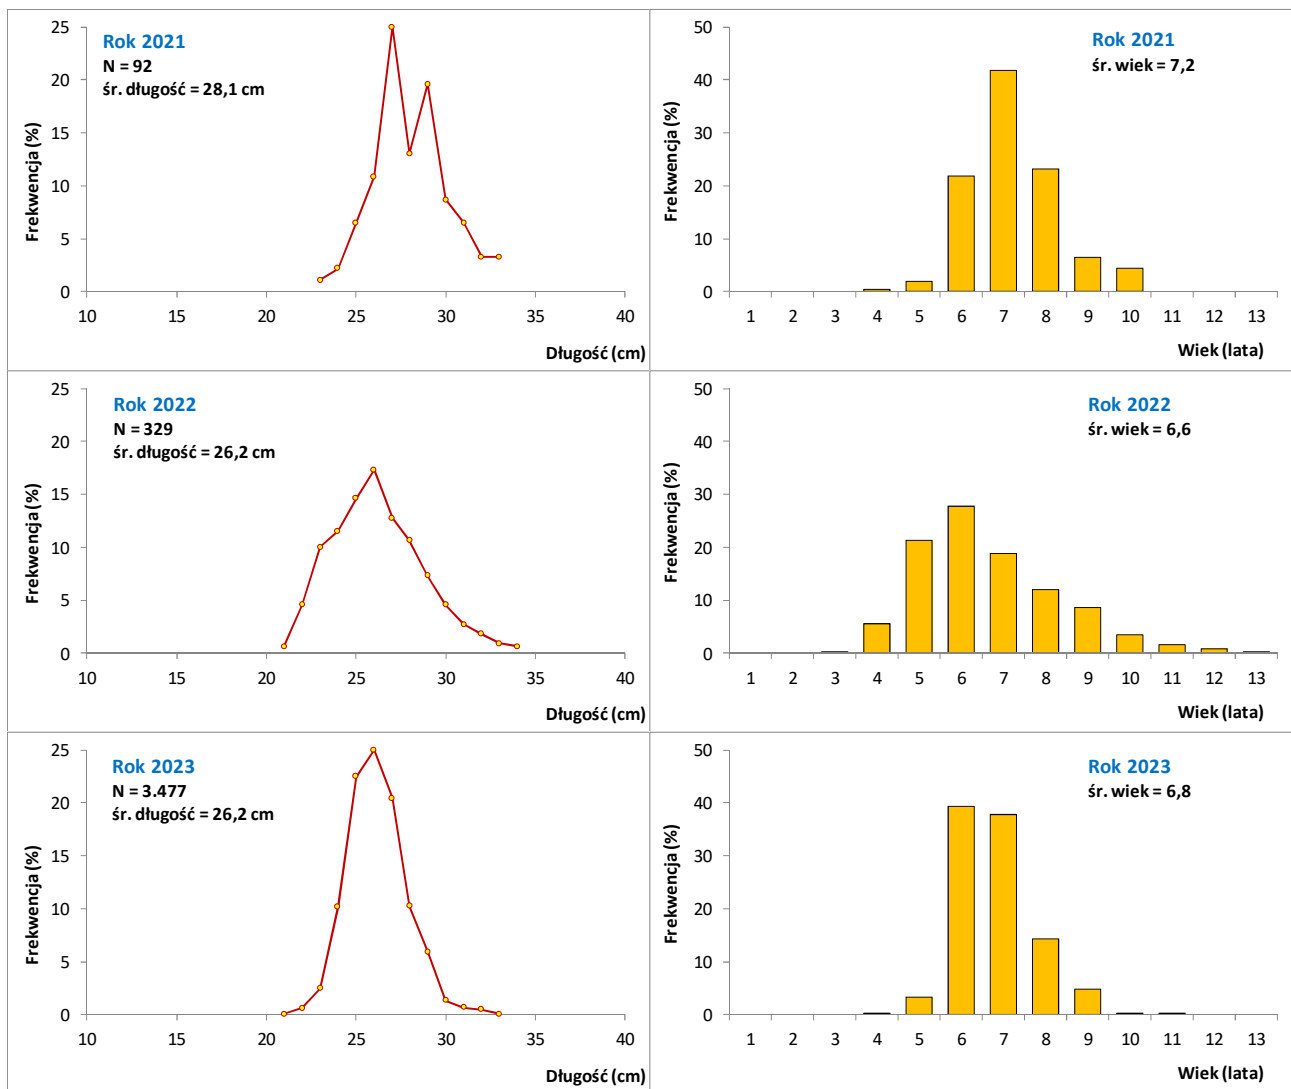 Rok 2021
N = 92
śr. długość = 28,1 cm
Frekwencja (%)
25
20
15
10
5
0
10 15 20 25 30 35 40
Długość (cm)
Rok 2021
śr. wiek = 7,2
Frekwencja (%)
50
40
30
20
10
0
1 2 3 4 5 6 7 8 9 10 11 12 13
Wiek (lata)
Rok 2022
N = 329
śr. długość = 26,2 cm
Frekwencja (%)
25
20
15
10
5
0
10 15 20 25 30 35 40
Długość (cm)
Rok 2022
śr. wiek = 6,6
Frekwencja (%)
50
40
30
20
10
0
1 2 3 4 5 6 7 8 9 10 11 12 13
Wiek (lata)
Rok 2023
N = 3.477
śr. długość = 26,2 cm
Frekwencja (%)
25
20
15
10
5
0
10 15 20 25 30 35 40
Długość (cm)
Rok 2023
śr. wiek = 6,8
Frekwencja (%)
50
40
30
20
10
0
1 2 3 4 5 6 7 8 9 10 11 12 13
Wiek (lata)